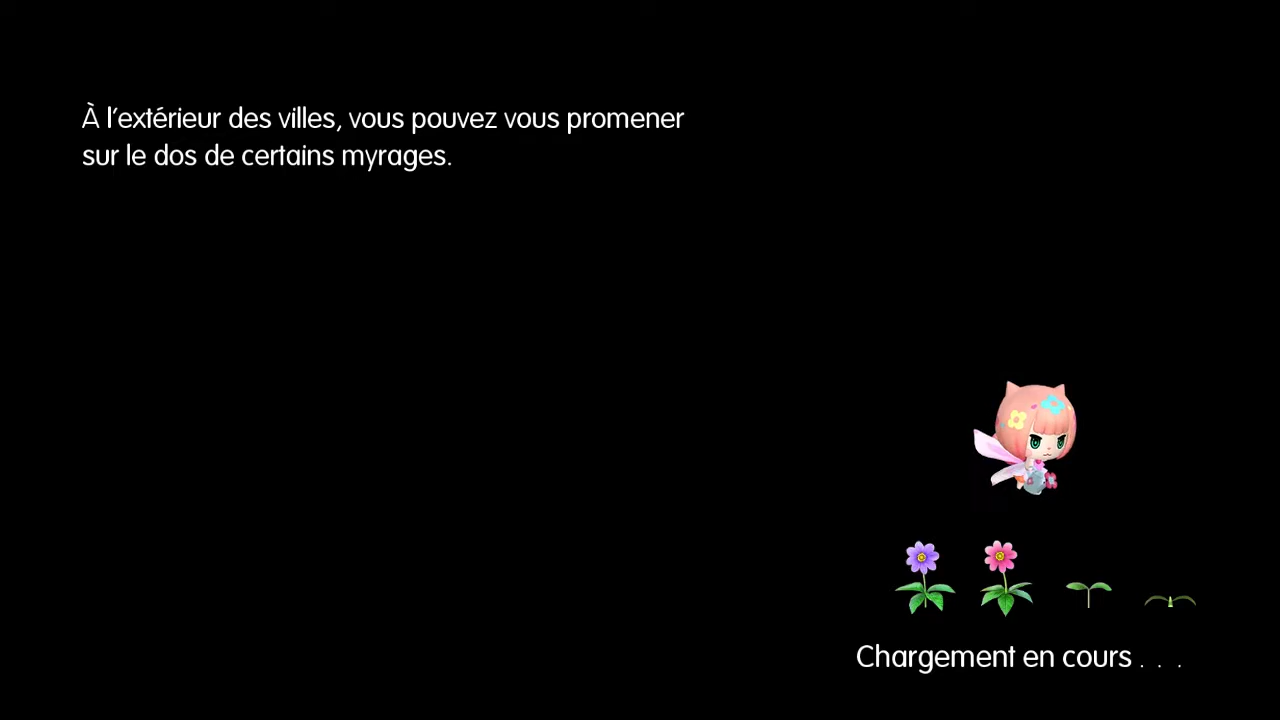 À l'extérieur des villes, vous pouvez vous promener
sur le dos de certains myrages.
Chargement en cours . . .